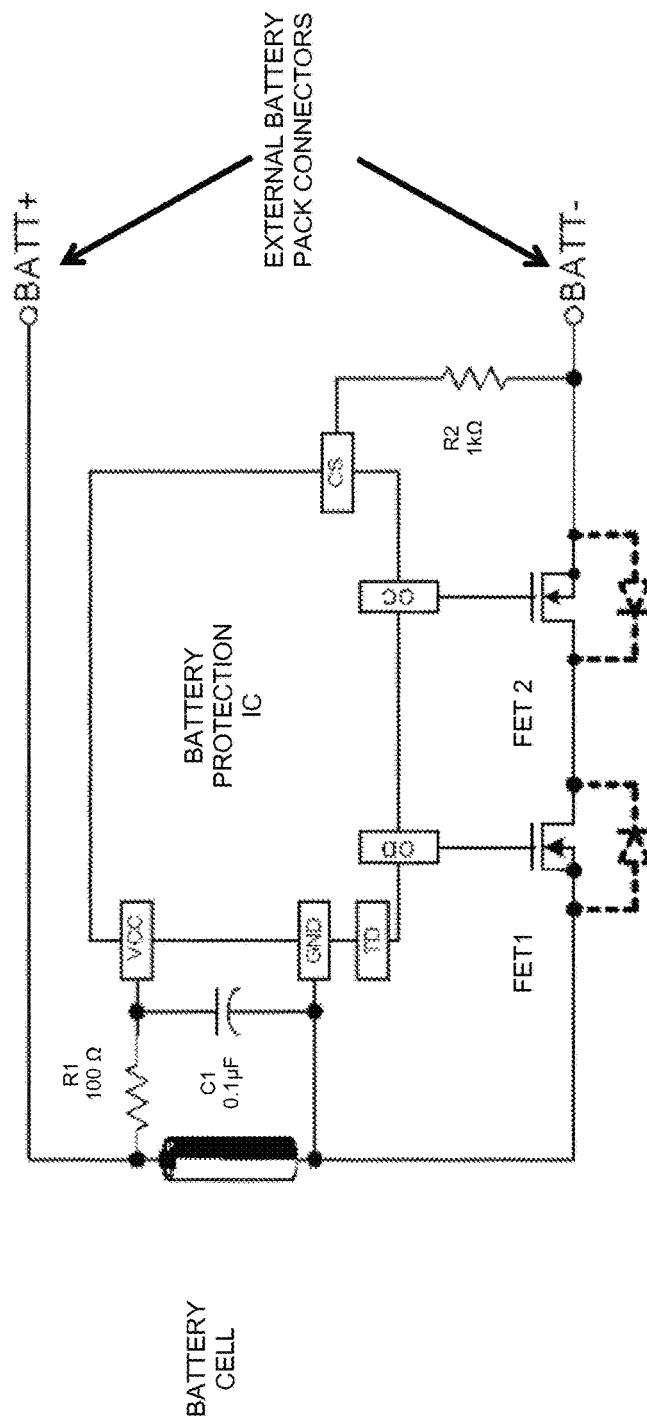 BATTERY
CELL
R1
100 Ω
C1
0.1µF
VCC
GND
TD
BATTERY
PROTECTION
IC
OD
OC
CS
R2
1kΩ
FET1
FET 2
BATT+
BATT-
EXTERNAL BATTERY
PACK CONNECTORS